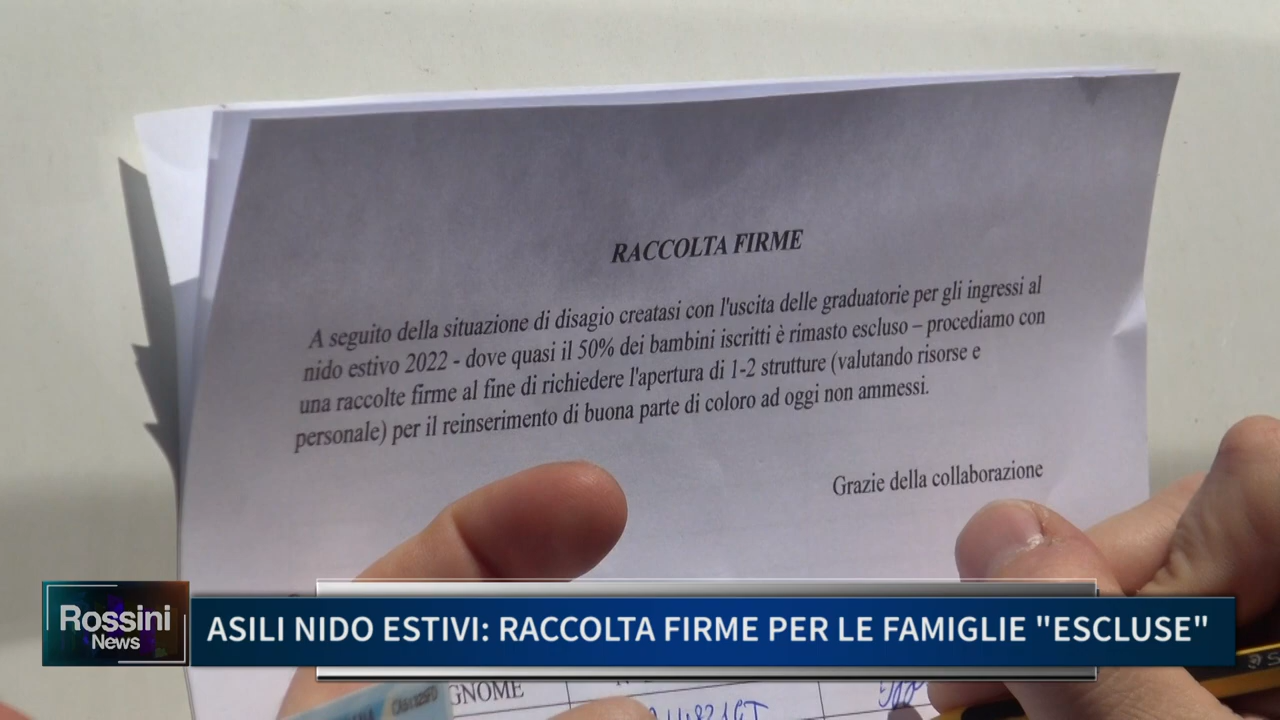 RACCOLTA FIRME
A seguito della situazione di disagio creatasi con l'uscita delle graduatorie per gli ingressi al
nido estivo 2022 - dove quasi il 50% dei bambini iscritti è rimasto escluso – procediamo con
una raccolte firme al fine di richiedere l'apertura di 1-2 strutture (valutando risorse e
personale) per il reinserimento di buona parte di coloro ad oggi non ammessi.
Grazie della collaborazione
Rossini
News
ASILI NIDO ESTIVI: RACCOLTA FIRME PER LE FAMIGLIE "ESCLUSE"
GNOME